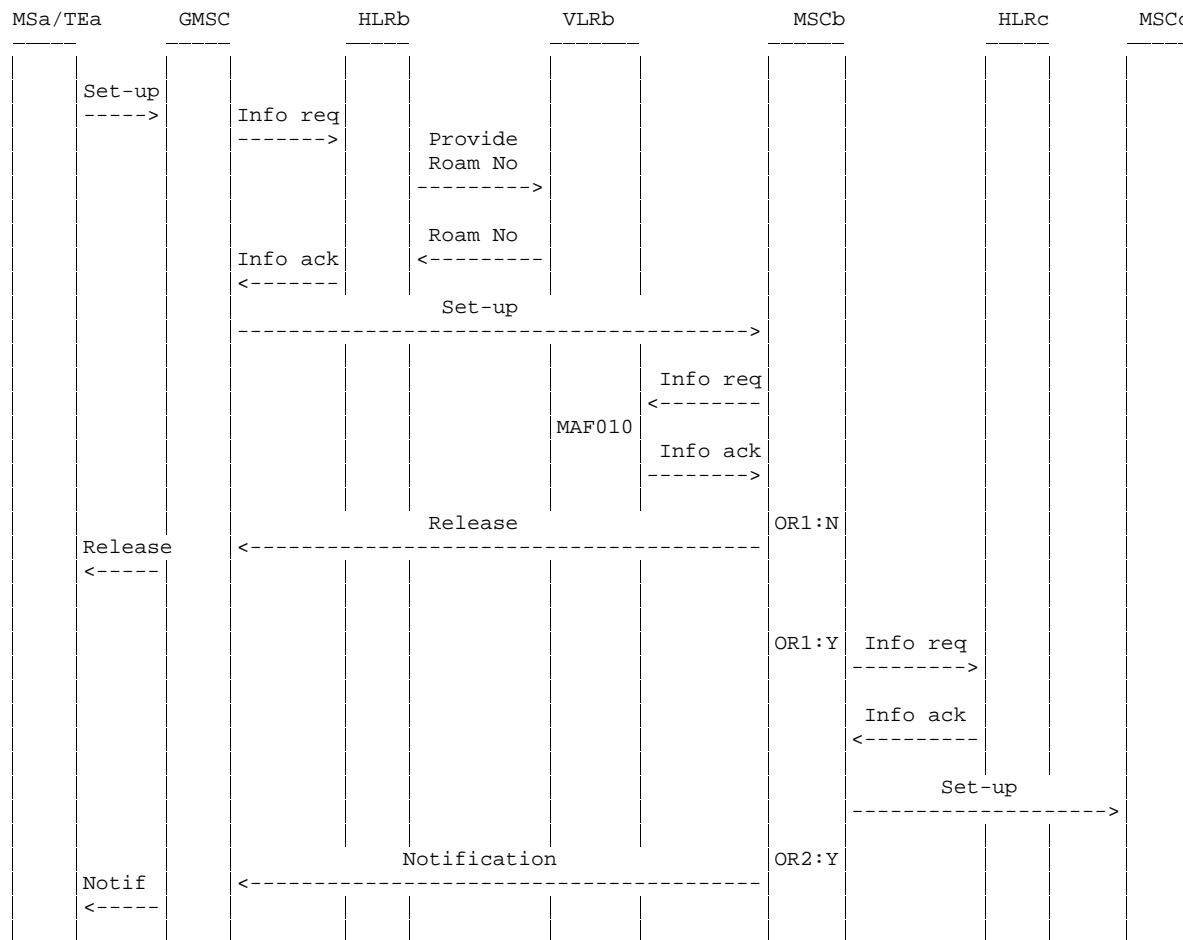 MSa/TEa GMSC HLRb VLRb MSCb HLRc MSCc
Set-up
-----> Info req
-------> Provide
Roam No
--------->
Roam No
Info ack <---------
<-------
Set-up
---------------------------------------->
Info req
<--------
MAF010
Info ack
-------->
Release OR1:N
Release <----------------------------------------
<-----
OR1:Y Info req
--------->
Info ack
<---------
Set-up
-------------------->
Notification OR2:Y
Notif <----------------------------------------
<-----